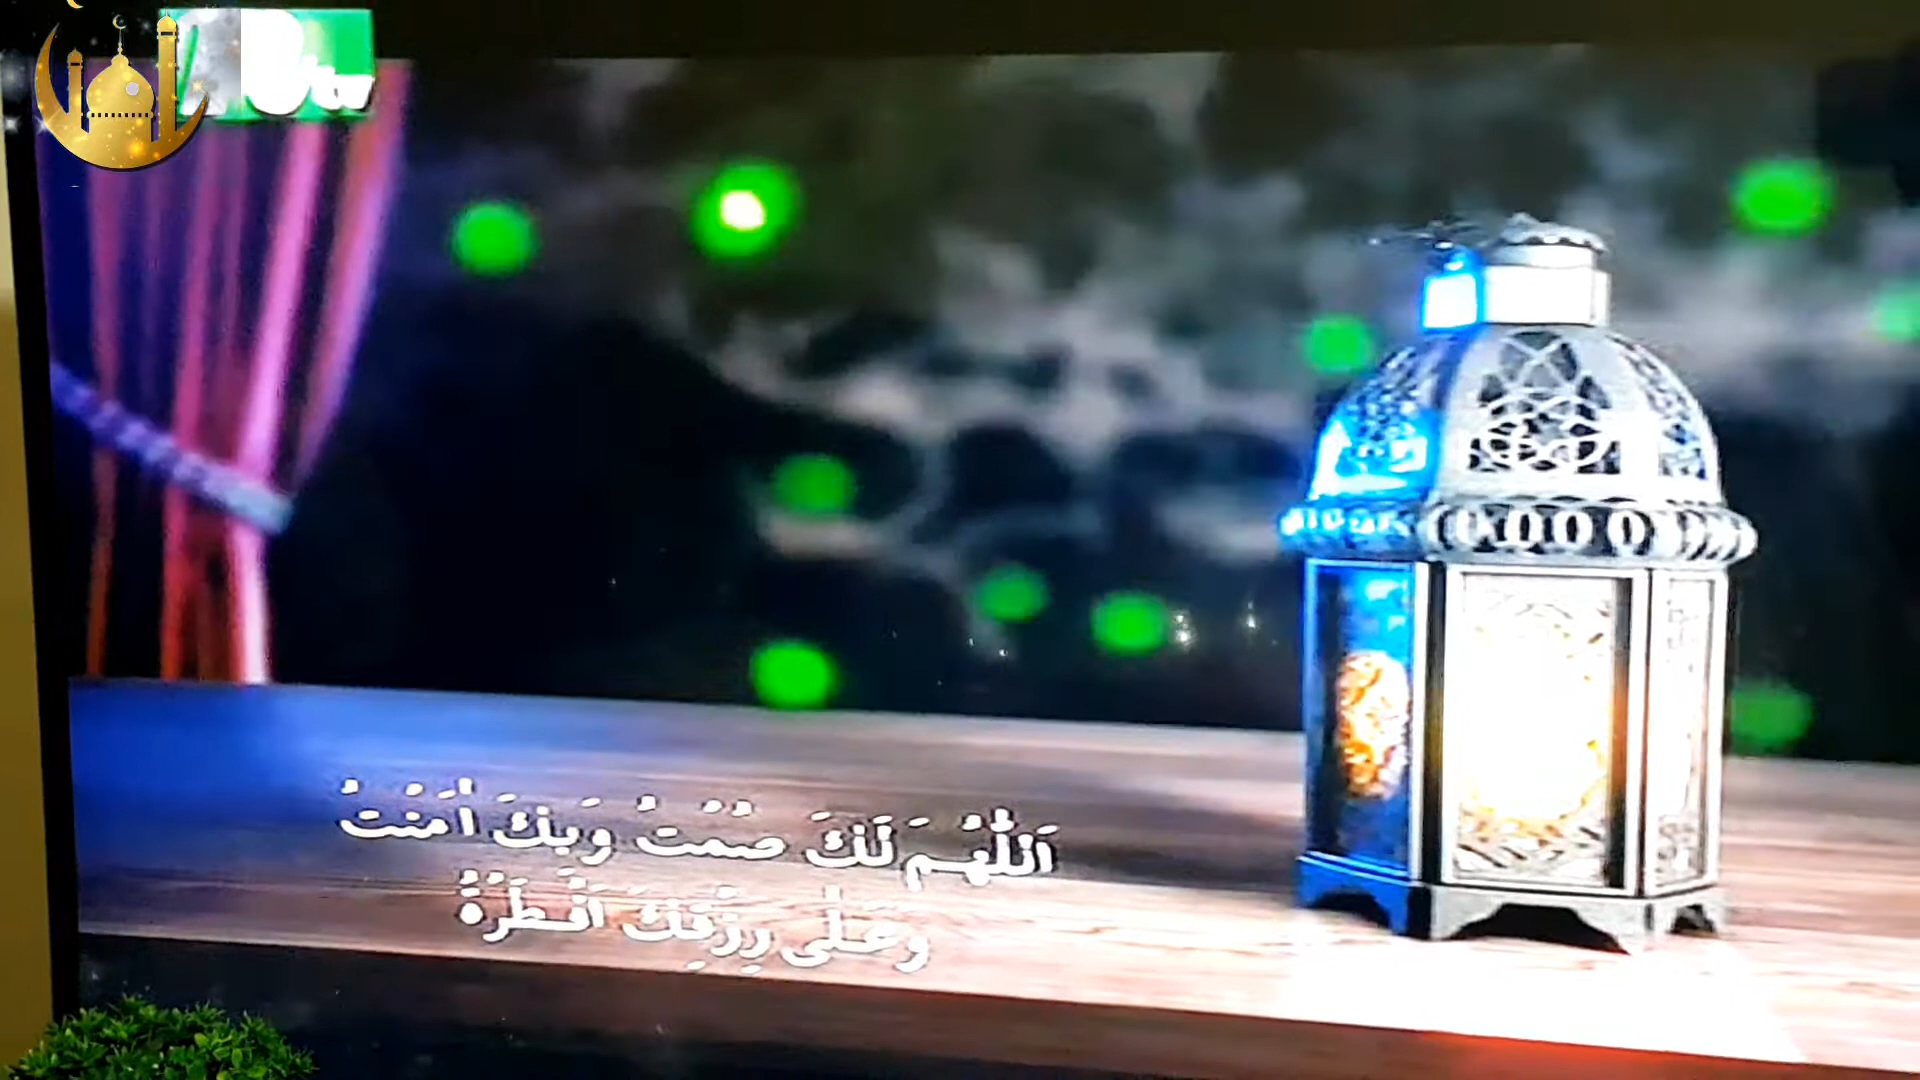 اَللّٰهُمَ لَكَ صُمْتُ وَبِكَ اٰمَنْتُ
وَعَلٰى رِزْقِكَ اَفْطَرْةُ